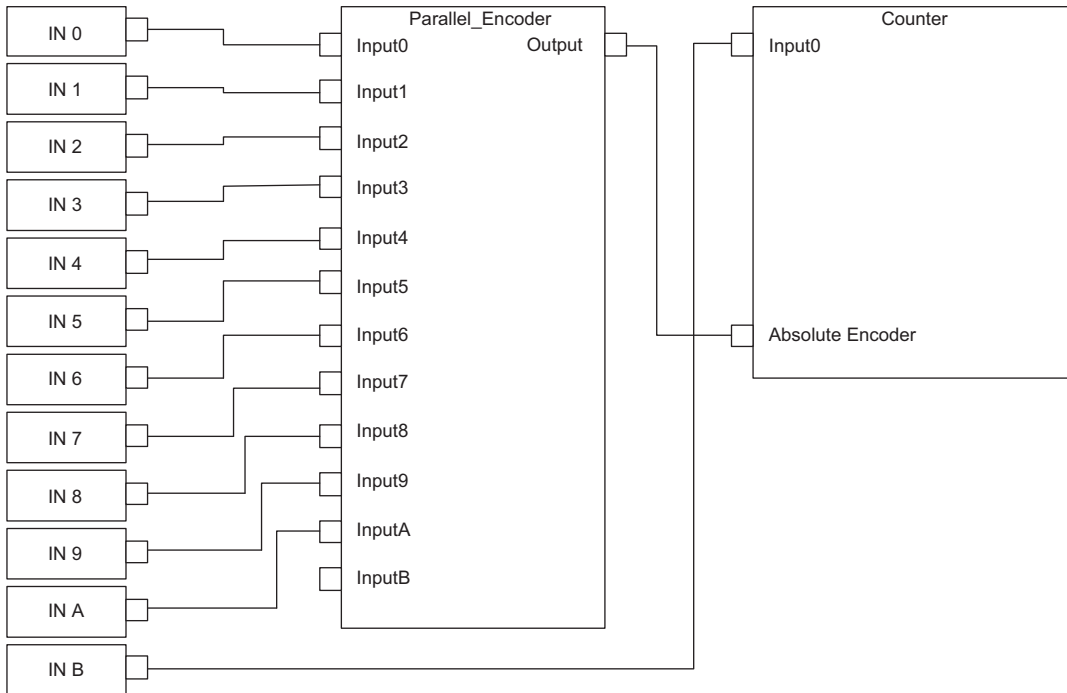 IN 0
IN 1
IN 2
IN 3
IN 4
IN 5
IN 6
IN 7
IN 8
IN 9
IN A
IN B
Parallel_Encoder
Input0
Output
Input1
Input2
Input3
Input4
Input5
Input6
Input7
Input8
Input9
InputA
InputB
Counter
Input0
Absolute Encoder